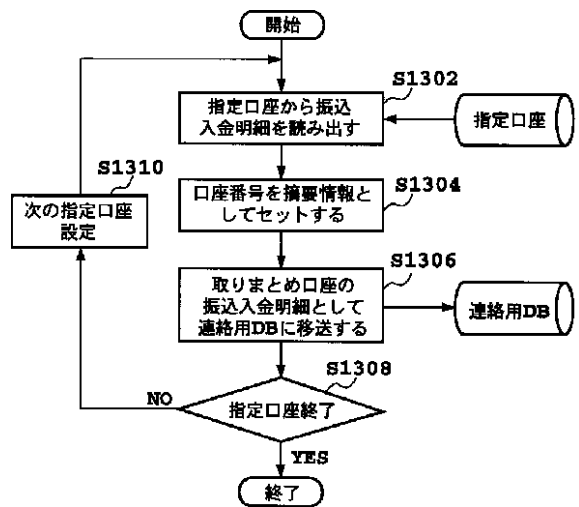 開始
S1302
指定口座から振込
入金明細を読み出す
指定口座
S1310
次の指定口座
設定
S1304
口座番号を摘要情報と
してセットする
S1306
取りまとめ口座の
振込入金明細として
連絡用DBに移送する
連絡用DB
S1308
NO
指定口座終了
YES
終了